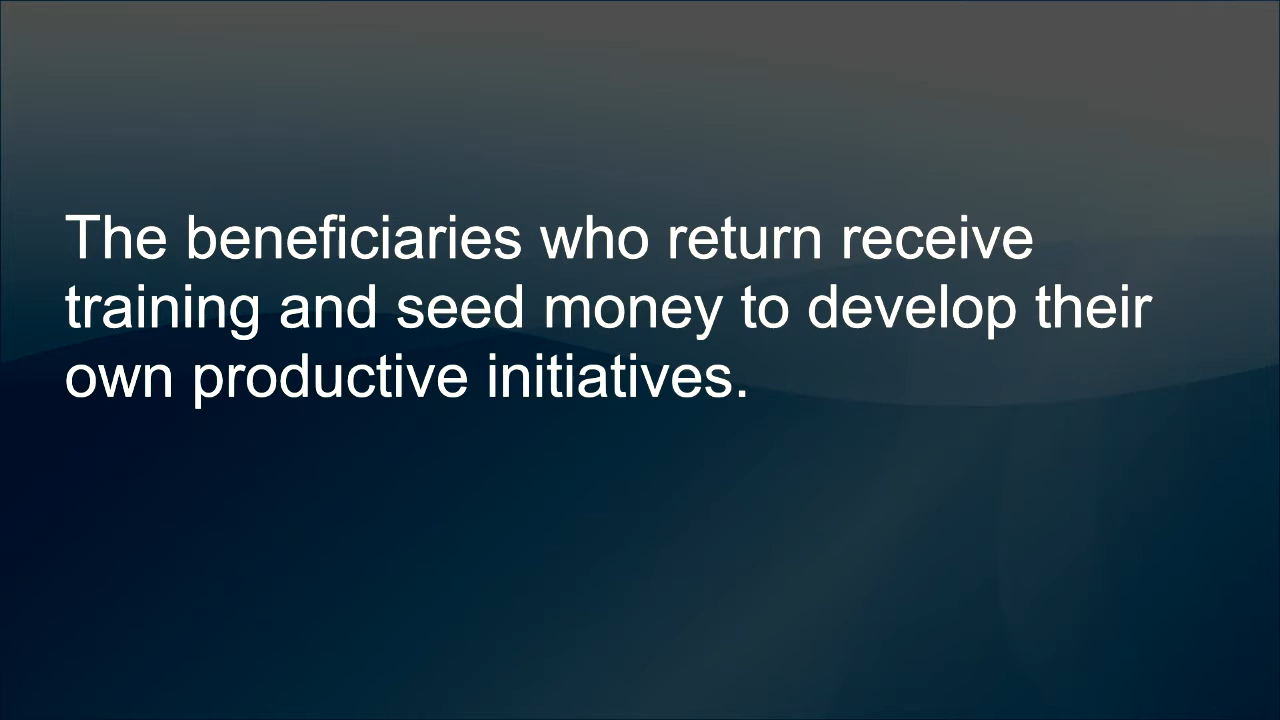 The beneficiaries who return receive
training and seed money to develop their
own productive initiatives.